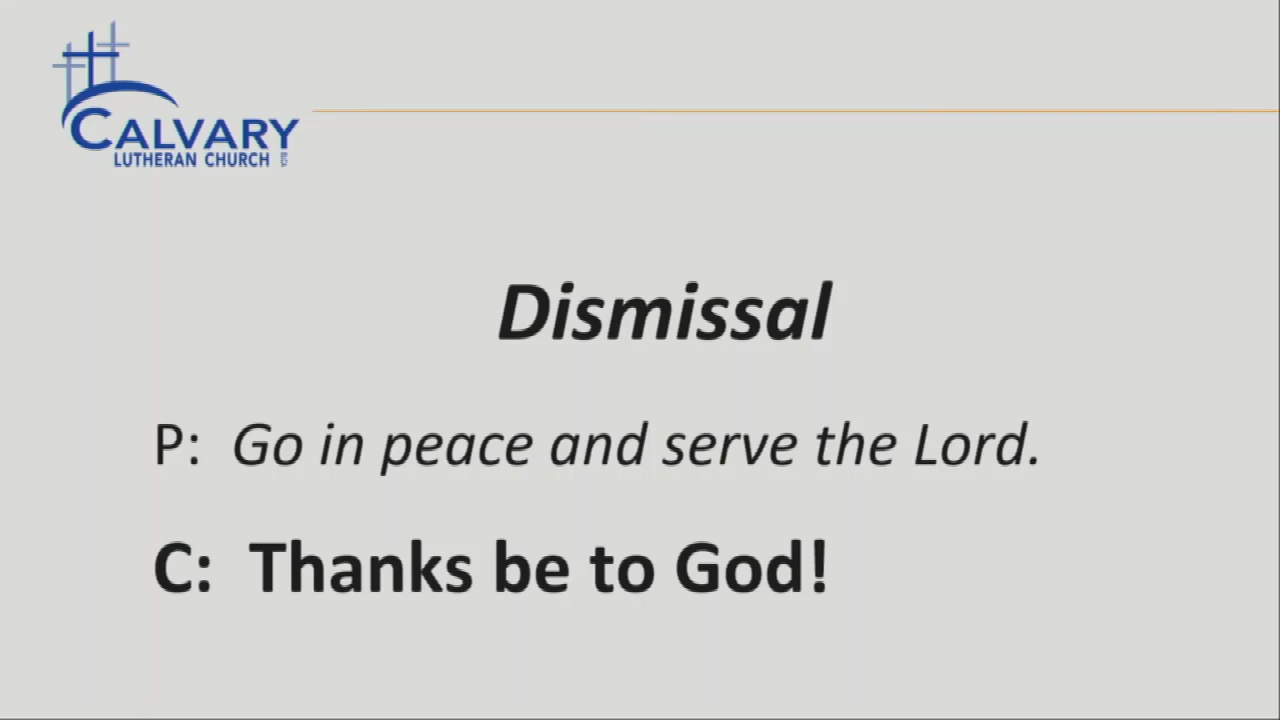 CALVARY
LUTHERAN CHURCH
Dismissal
P: Go in peace and serve the Lord.
C: Thanks be to God!